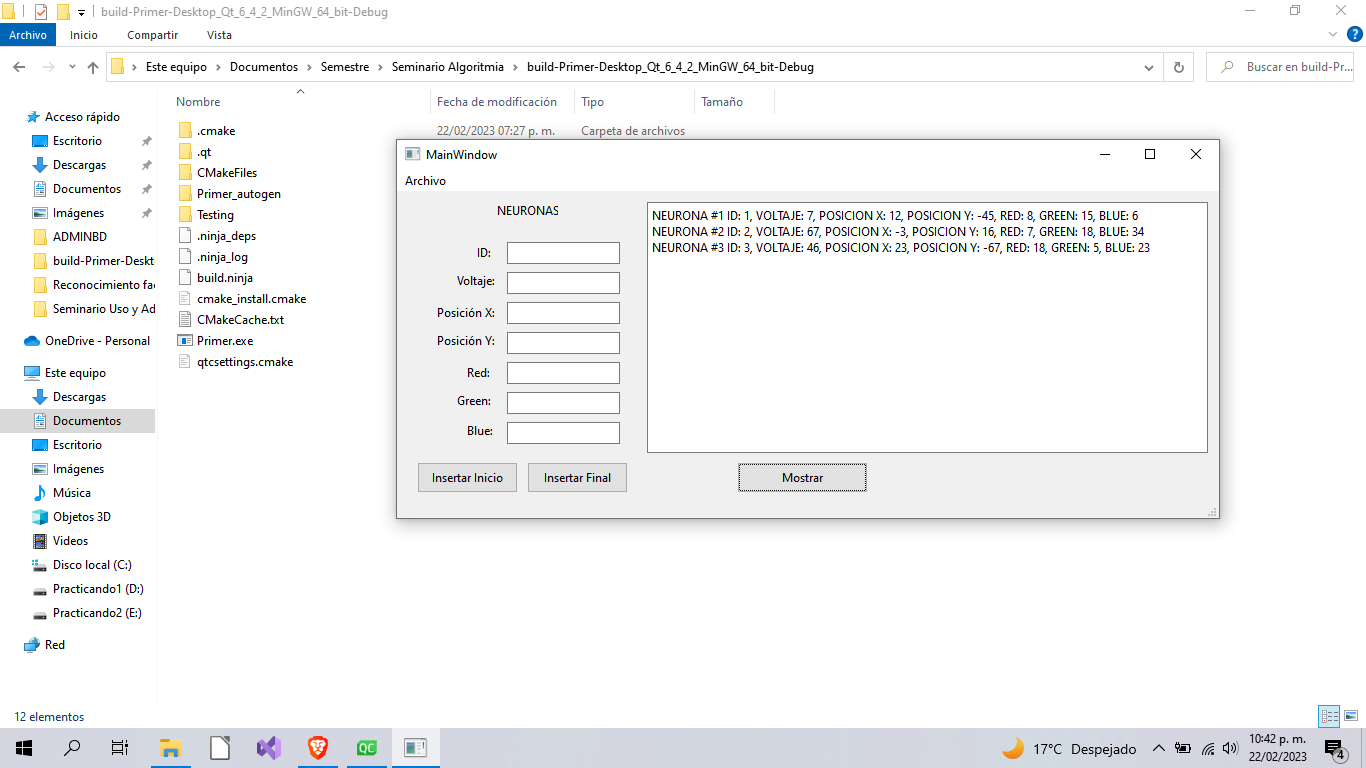 build-Primer-Desktop_Qt_6_4_2_MinGW_64_bit-Debug
Archivo Inicio Compartir Vista
Este equipo Documentos Semestre Seminario Algoritmia build-Primer-Desktop_Qt_6_4_2_MinGW_64_bit-Debug Buscar en build-Pr...
Nombre Fecha de modificación Tipo Tamaño
Acceso rápido
Escritorio
Descargas
Documentos
Imágenes
ADMINBD
build-Primer-Deskt
Reconocimiento fac
Seminario Uso y Ad
OneDrive - Personal
Este equipo
Descargas
Documentos
Escritorio
Imágenes
Música
Objetos 3D
Videos
Disco local (C:)
Practicando1 (D:)
Practicando2 (E:)
Red
.cmake 22/02/2023 07:27 p. m. Carpeta de archivos
.qt
CMakeFiles
Primer_autogen
Testing
.ninja_deps
.ninja_log
build.ninja
cmake_install.cmake
CMakeCache.txt
Primer.exe
qtcsettings.cmake
MainWindow
Archivo
NEURONAS
ID:
Voltaje:
Posición X:
Posición Y:
Red:
Green:
Blue:
Insertar Inicio Insertar Final
NEURONA #1 ID: 1, VOLTAJE: 7, POSICION X: 12, POSICION Y: -45, RED: 8, GREEN: 15, BLUE: 6
NEURONA #2 ID: 2, VOLTAJE: 67, POSICION X: -3, POSICION Y: 16, RED: 7, GREEN: 18, BLUE: 34
NEURONA #3 ID: 3, VOLTAJE: 46, POSICION X: 23, POSICION Y: -67, RED: 18, GREEN: 5, BLUE: 23
Mostrar
12 elementos
QC
17°C Despejado
10:42 p. m.
22/02/2023
4